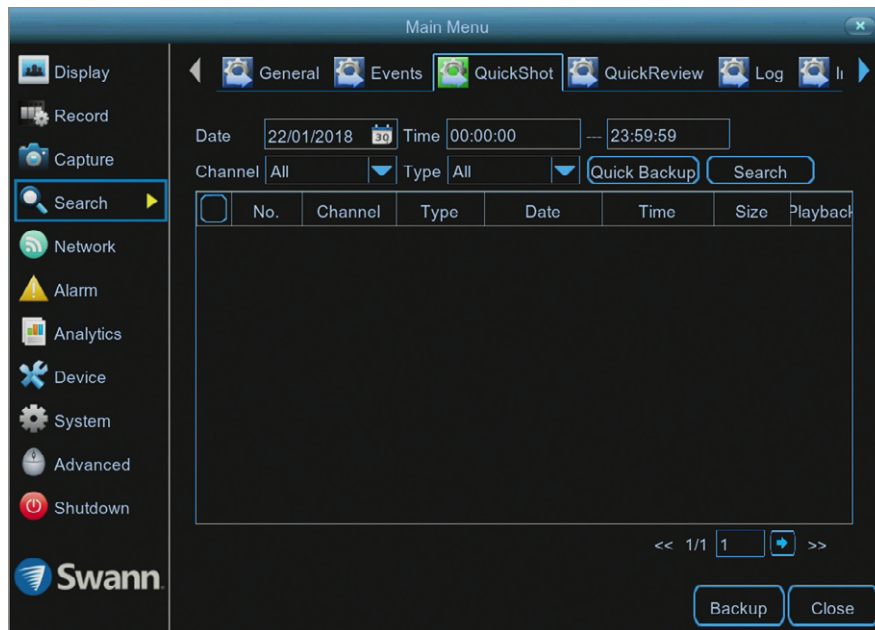 Main Menu
Display
Record
Capture
Search
Network
Alarm
Analytics
Device
System
Advanced
Shutdown
Swann
General Events QuickShot QuickReview Log
Date 22/01/2018 30 Time 00:00:00 --- 23:59:59
Channel All Type All Quick Backup Search
No. Channel Type Date Time Size Playback
<< 1/1 1 >>
Backup Close